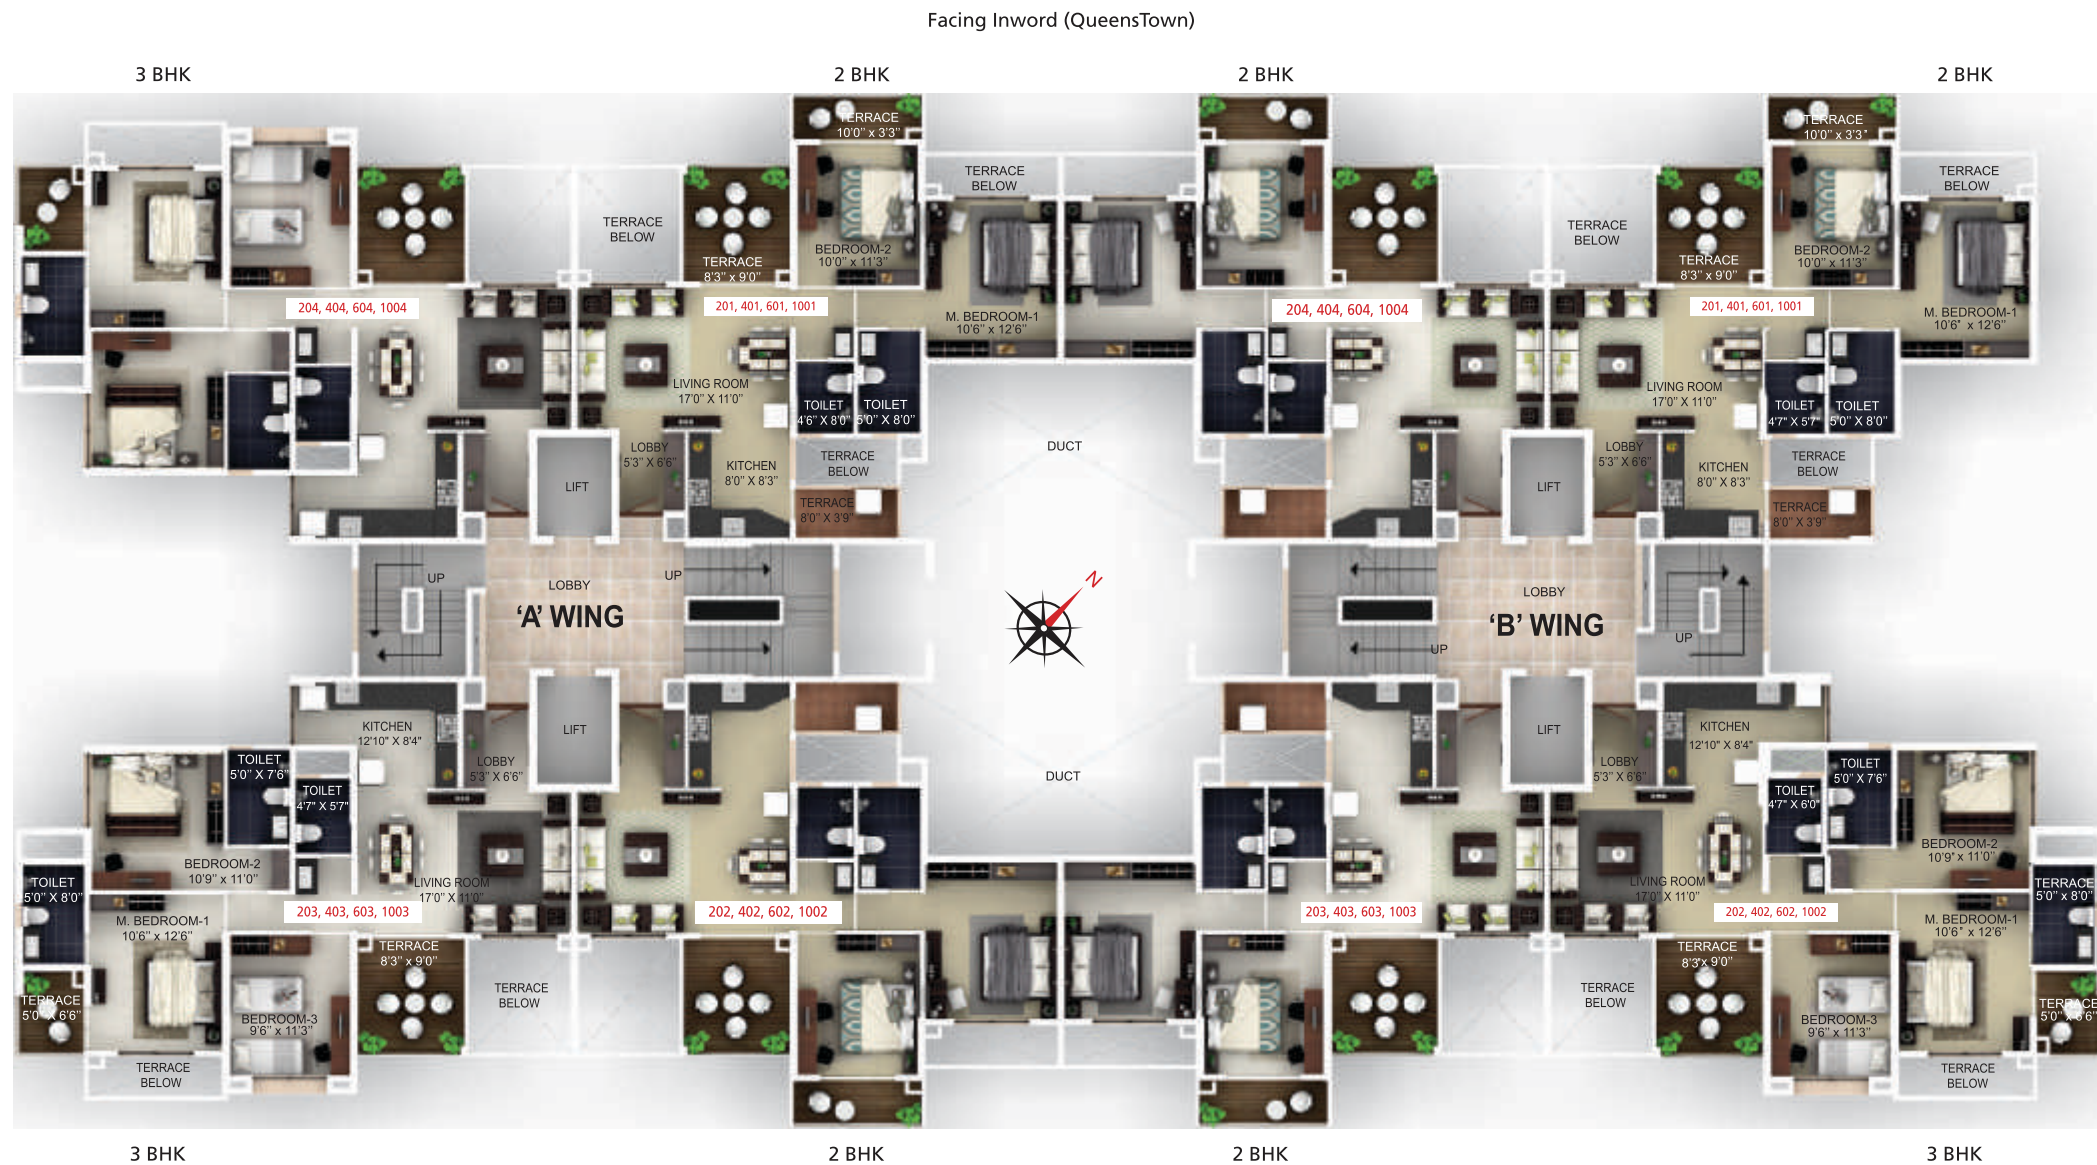 Facing Inword (QueensTown)
3 BHK
2 BHK
2 BHK
2 BHK
TERRACE
10'0" x 3'3"
TERRACE
10'0" x 3'3"
TERRACE
BELOW
TERRACE
BELOW
TERRACE
BELOW
TERRACE
BELOW
BEDROOM-2
10'0" x 11'3"
BEDROOM-2
10'0" x 11'3"
TERRACE
8'3" x 9'0"
TERRACE
8'3" x 9'0"
204, 404, 604, 1004
201, 401, 601, 1001
204, 404, 604, 1004
201, 401, 601, 1001
M. BEDROOM-1
10'6" x 12'6"
M. BEDROOM-1
10'6" x 12'6"
LIVING ROOM
17'0" X 11'0"
LIVING ROOM
17'0" X 11'0"
TOILET
4'6" X 8'0"
TOILET
5'0" X 8'0"
TOILET
4'7" X 5'7"
TOILET
5'0" X 8'0"
LOBBY
5'3" X 6'6"
DUCT
LOBBY
5'3" X 6'6"
KITCHEN
8'0" X 8'3"
TERRACE
BELOW
KITCHEN
8'0" X 8'3"
TERRACE
BELOW
LIFT
LIFT
TERRACE
8'0" X 3'9"
TERRACE
8'0" X 3'9"
UP
LOBBY
UP
'A' WING
N
LOBBY
'B' WING
UP
UP
KITCHEN
12'10" X 8'4"
LIFT
LIFT
KITCHEN
12'10" X 8'4"
LOBBY
5'3" X 6'6"
DUCT
LOBBY
5'3" X 6'6"
TOILET
5'0" X 7'6"
TOILET
4'7" X 5'7"
TOILET
4'7" X 6'0"
TOILET
5'0" X 7'6"
BEDROOM-2
10'9" x 11'0"
BEDROOM-2
10'9" x 11'0"
TOILET
5'0" X 8'0"
LIVING ROOM
17'0" X 11'0"
LIVING ROOM
17'0" X 11'0"
TERRACE
5'0" x 8'0"
203, 403, 603, 1003
202, 402, 602, 1002
203, 403, 603, 1003
202, 402, 602, 1002
M. BEDROOM-1
10'6" x 12'6"
M. BEDROOM-1
10'6" x 12'6"
TERRACE
8'3" x 9'0"
TERRACE
8'3" x 9'0"
TERRACE
BELOW
TERRACE
BELOW
TERRACE
5'0" X 6'6"
TERRACE
5'0" x 6'6"
BEDROOM-3
9'6" x 11'3"
BEDROOM-3
9'6" x 11'3"
TERRACE
BELOW
TERRACE
BELOW
3 BHK
2 BHK
2 BHK
3 BHK